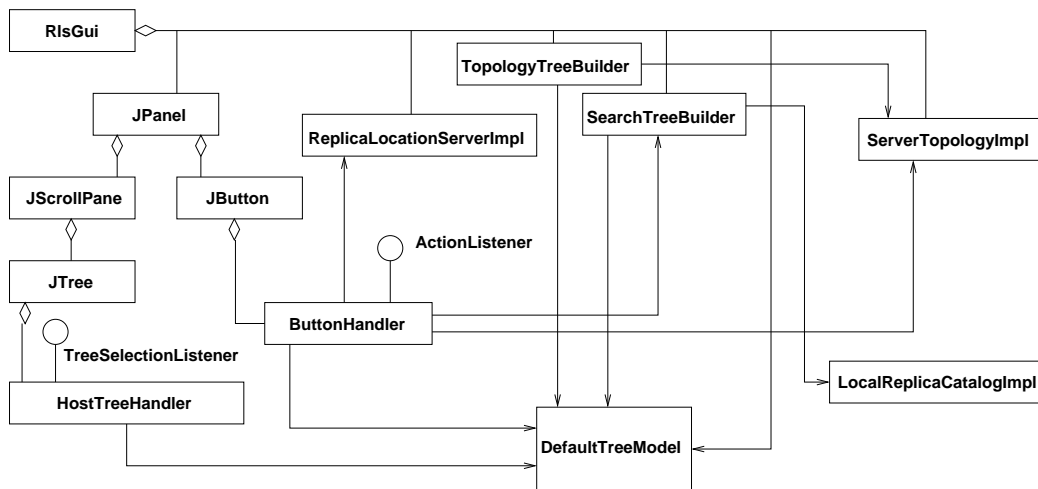 RlsGui
TopologyTreeBuilder
JPanel
SearchTreeBuilder
ReplicaLocationServerImpl
ServerTopologyImpl
JScrollPane
JButton
ActionListener
JTree
ButtonHandler
TreeSelectionListener
LocalReplicaCatalogImpl
HostTreeHandler
DefaultTreeModel